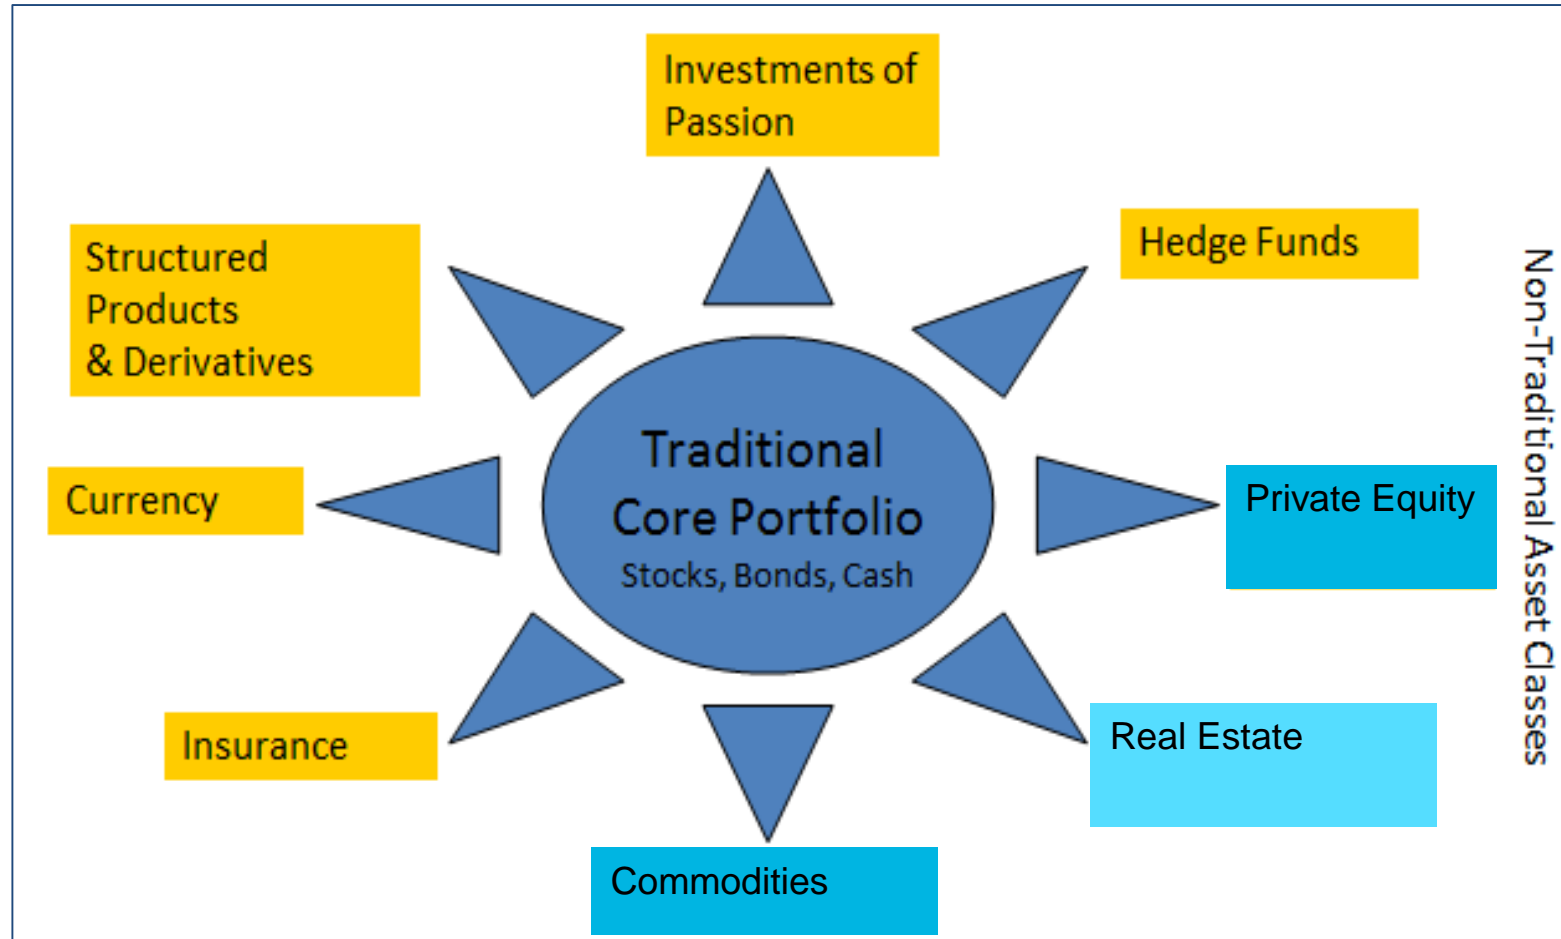 Investments of
Passion
Hedge Funds
Structured
Products
& Derivatives
Non-Traditional Asset Classes
Traditional
Core Portfolio
Stocks, Bonds, Cash
Currency
Private Equity
Insurance
Real Estate
Commodities